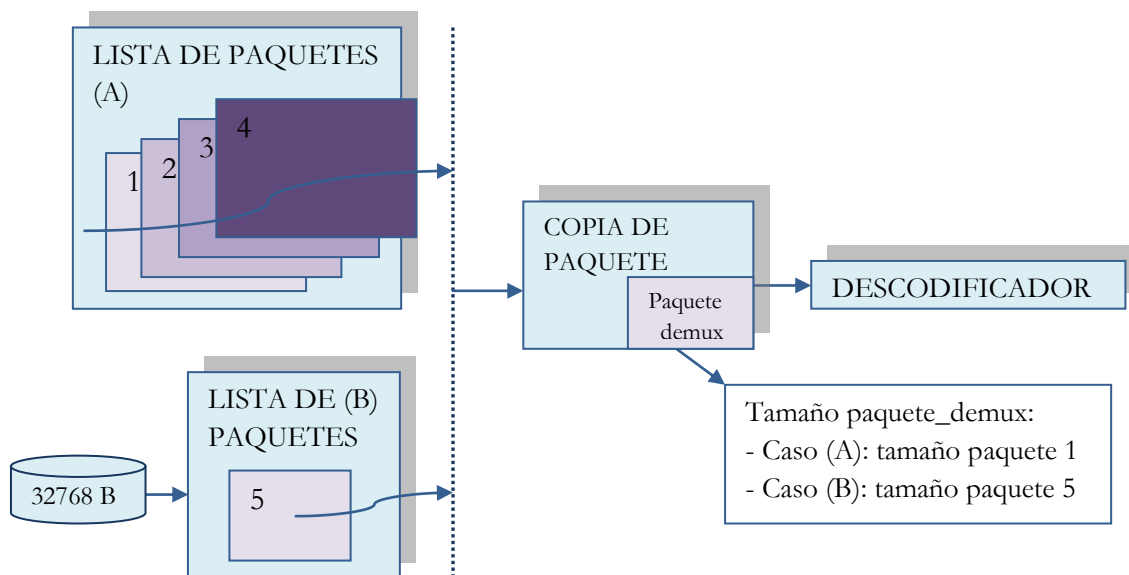 LISTA DE PAQUETES
(A)
1
2
3
4
COPIA DE
PAQUETE
Paquete
demux
DESCODIFICADOR
LISTA DE (B)
PAQUETES
5
32768 B
Tamaño paquete_demux:
- Caso (A): tamaño paquete 1
- Caso (B): tamaño paquete 5